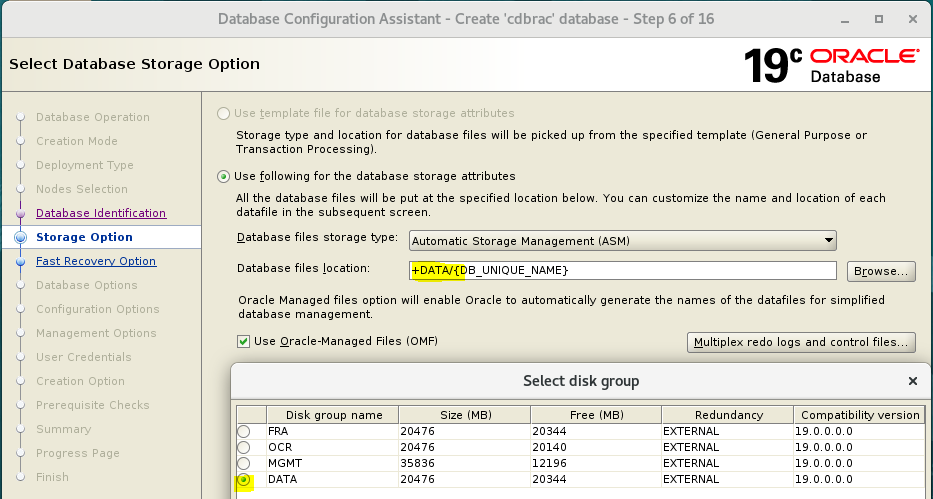 Database Configuration Assistant - Create 'cdbrac' database - Step 6 of 16
Select Database Storage Option
19c ORACLE
Database
Database Operation
Creation Mode
Deployment Type
Nodes Selection
Database Identification
Storage Option
Fast Recovery Option
Database Options
Configuration Options
Management Options
User Credentials
Creation Option
Prerequisite Checks
Summary
Progress Page
Finish
Use template file for database storage attributes
Storage type and location for database files will be picked up from the specified template (General Purpose or
Transaction Processing).
Use following for the database storage attributes
All the database files will be put at the specified location below. You can customize the name and location of each
datafile in the subsequent screen.
Database files storage type: Automatic Storage Management (ASM)
Database files location: +DATA/{DB_UNIQUE_NAME} Browse...
Oracle Managed files option will enable Oracle to automatically generate the names of the datafiles for simplified
database management.
Use Oracle-Managed Files (OMF) Multiplex redo logs and control files...
Select disk group
Disk group name Size (MB) Free (MB) Redundancy Compatibility version
FRA 20476 20344 EXTERNAL 19.0.0.0.0
OCR 20476 20140 EXTERNAL 19.0.0.0.0
MGMT 35836 12196 EXTERNAL 19.0.0.0.0
DATA 20476 20344 EXTERNAL 19.0.0.0.0